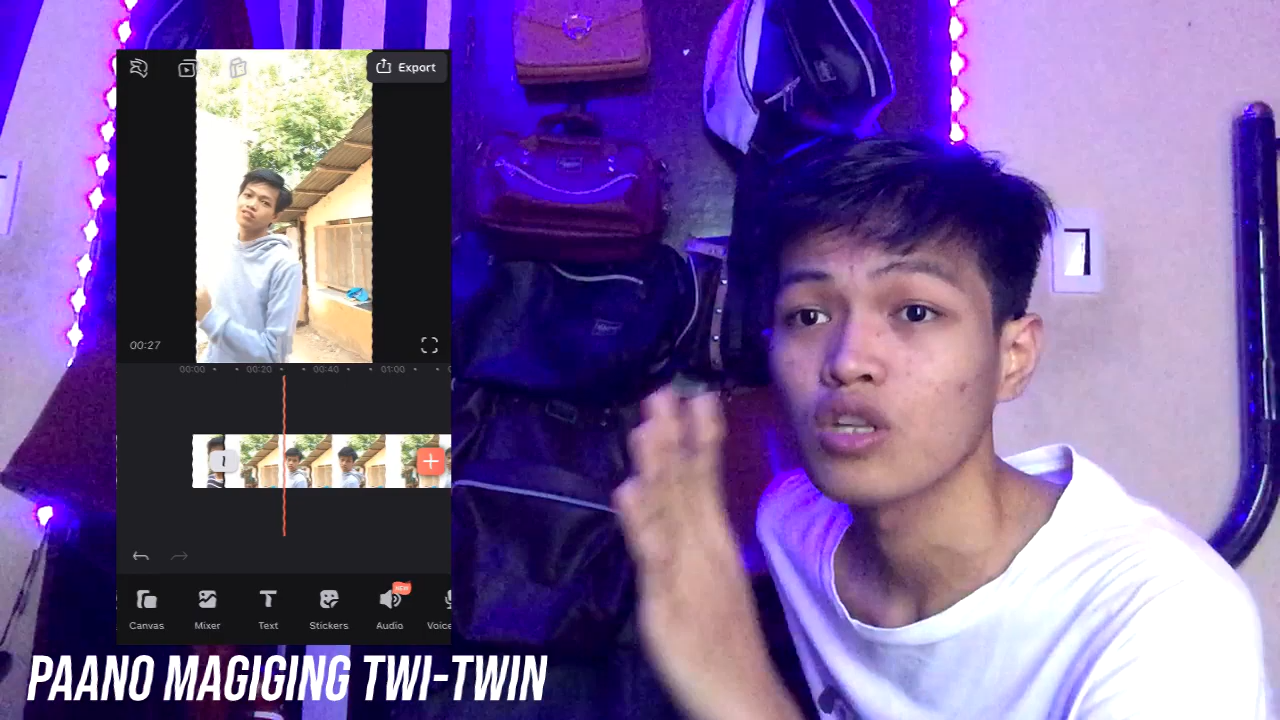 Export
00:27
00:00 00:20 00:40 01:00
NEW
Canvas Mixer Text Stickers Audio Voice
PAANO MAGIGING TWI-TWIN